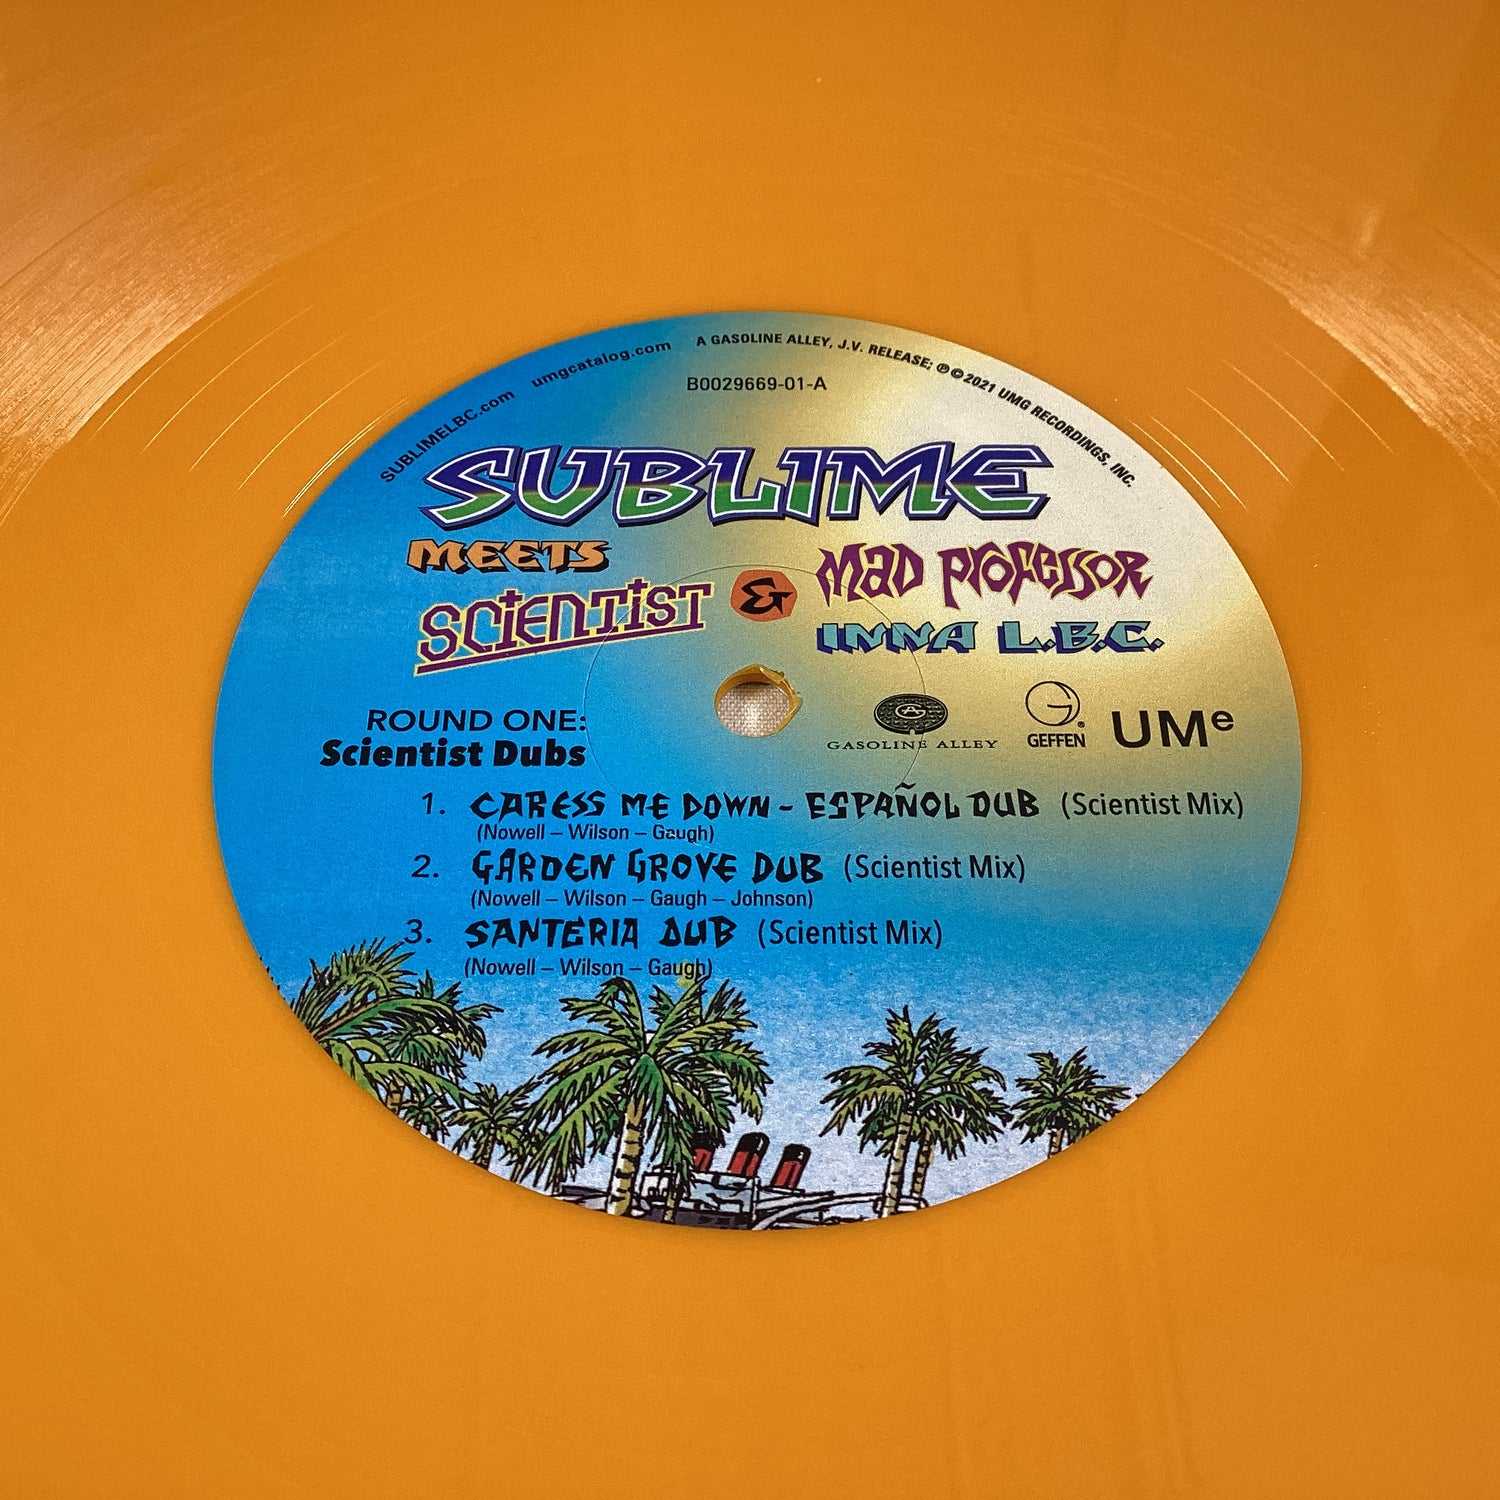 SUBLIMELBC.com umgcatalog.com A GASOLINE ALLEY, J.V. RELEASE; ℗©2021 UMG RECORDINGS, INC.
B0029669-01-A
SUBLIME
MEETS
SCIENTIST & MAD PROFESSOR
INNA L.B.C.
GA
GASOLINE ALLEY
G®
GEFFEN
UMe
ROUND ONE:
Scientist Dubs
1. CARESS ME DOWN - ESPAÑOL DUB (Scientist Mix)
(Nowell – Wilson – Gaugh)
2. GARDEN GROVE DUB (Scientist Mix)
(Nowell – Wilson – Gaugh – Johnson)
3. SANTERIA DUB (Scientist Mix)
(Nowell – Wilson – Gaugh)